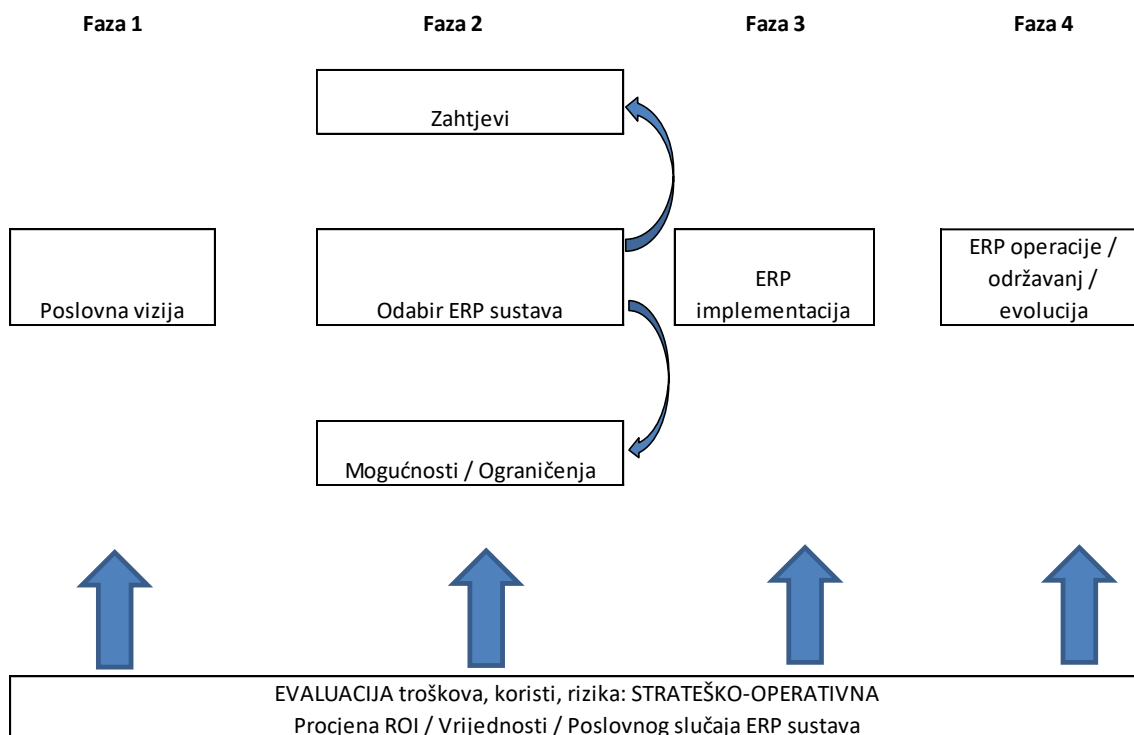 Faza 1
Faza 2
Faza 3
Faza 4
Zahtjevi
Poslovna vizija
Odabir ERP sustava
ERP
implementacija
ERP operacije /
održavanj /
evolucija
Mogućnosti / Ograničenja
EVALUACIJA troškova, koristi, rizika: STRATEŠKO-OPERATIVNA
Procjena ROI / Vrijednosti / Poslovnog slučaja ERP sustava